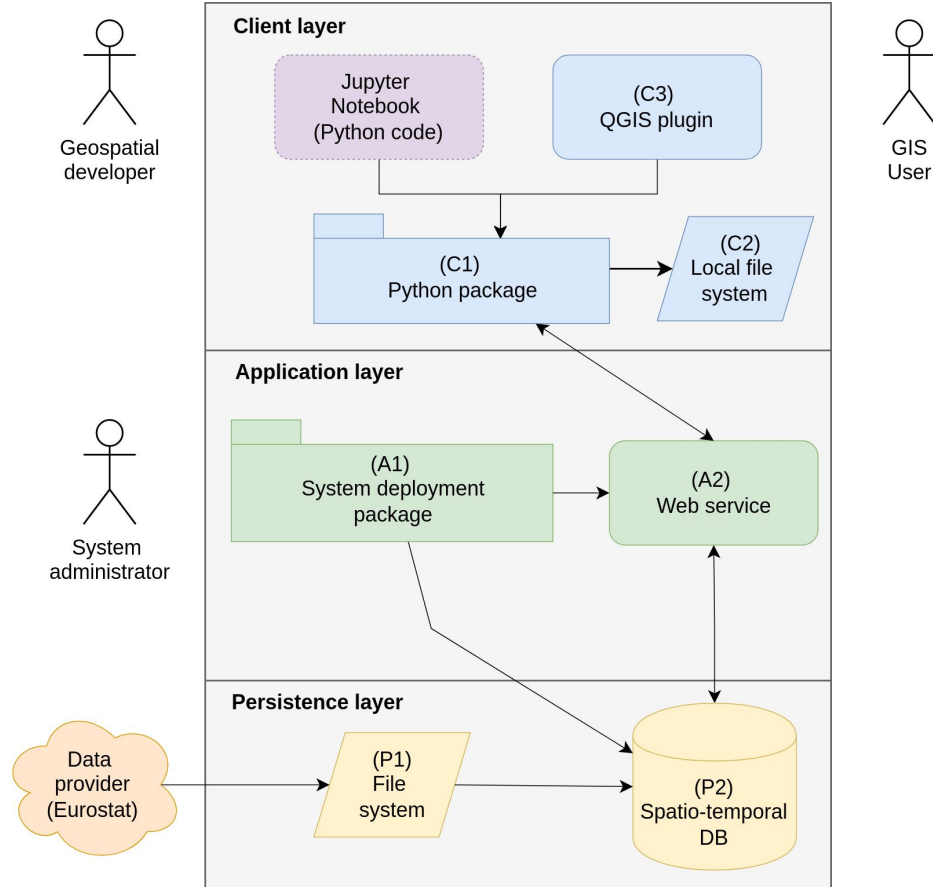 Client layer
Jupyter
Notebook
(Python code)
(C3)
QGIS plugin
Geospatial
developer
GIS
User
(C1)
Python package
(C2)
Local file
system
Application layer
(A1)
System deployment
package
(A2)
Web service
System
administrator
Persistence layer
Data
provider
(Eurostat)
(P1)
File
system
(P2)
Spatio-temporal
DB